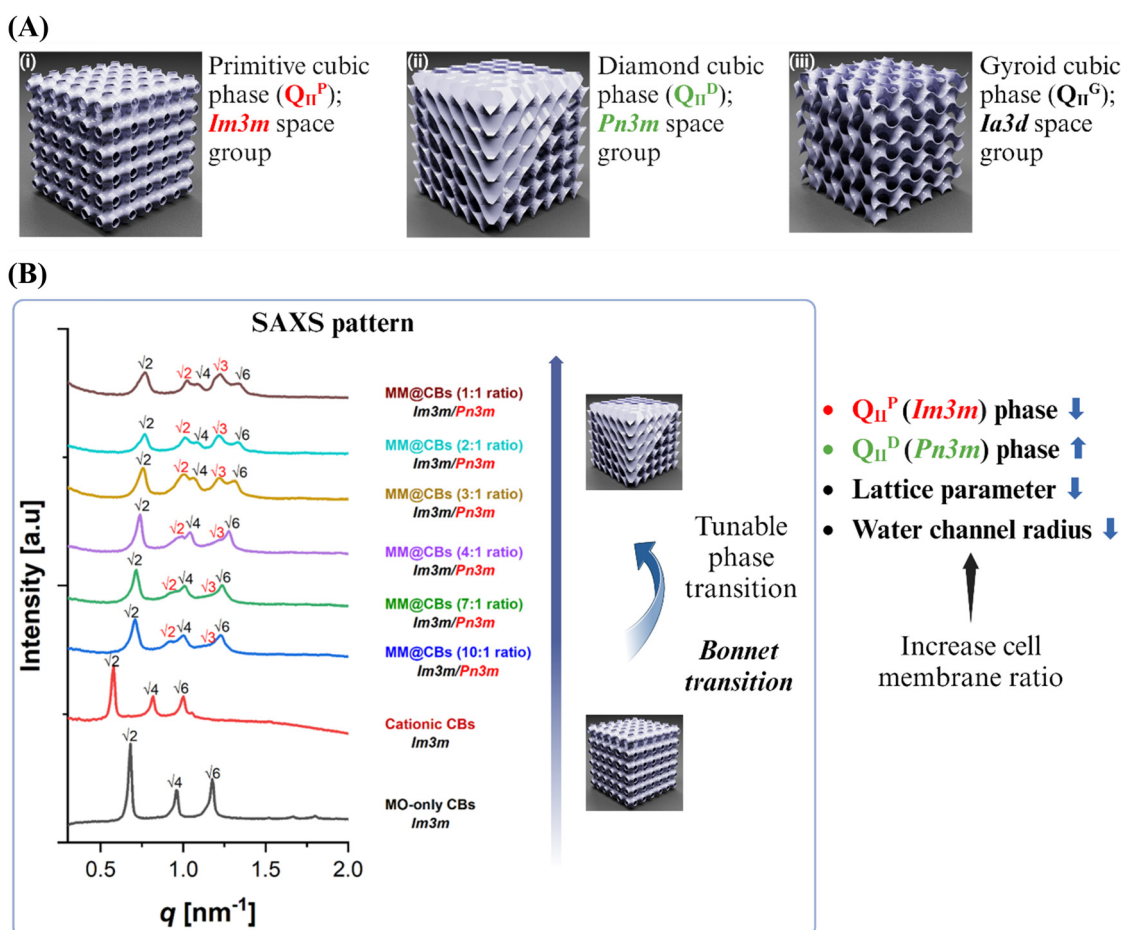 (A)
(i)
Primitive cubic
phase (Q_II^P);
Im3m space
group
(ii)
Diamond cubic
phase (Q_II^D);
Pn3m space
group
(iii)
Gyroid cubic
phase (Q_II^G);
Ia3d space
group
(B)
SAXS pattern
Intensity [a.u]
√2 √2 √4 √3 √6
MM@CBs (1:1 ratio)
Im3m/Pn3m
√2 √2 √4 √3 √6
MM@CBs (2:1 ratio)
Im3m/Pn3m
√2 √2 √4 √3 √6
MM@CBs (3:1 ratio)
Im3m/Pn3m
√2 √2 √4 √3 √6
MM@CBs (4:1 ratio)
Im3m/Pn3m
√2 √2 √4 √3 √6
MM@CBs (7:1 ratio)
Im3m/Pn3m
√2 √2 √4 √3 √6
MM@CBs (10:1 ratio)
Im3m/Pn3m
√2 √4 √6
Cationic CBs
Im3m
√2 √4 √6
MO-only CBs
Im3m
0.5 1.0 1.5 2.0
q [nm⁻¹]
Tunable
phase
transition
Bonnet
transition
• Q_II^P (Im3m) phase ⬇
• Q_II^D (Pn3m) phase ⬆
• Lattice parameter ⬇
• Water channel radius ⬇
Increase cell
membrane ratio